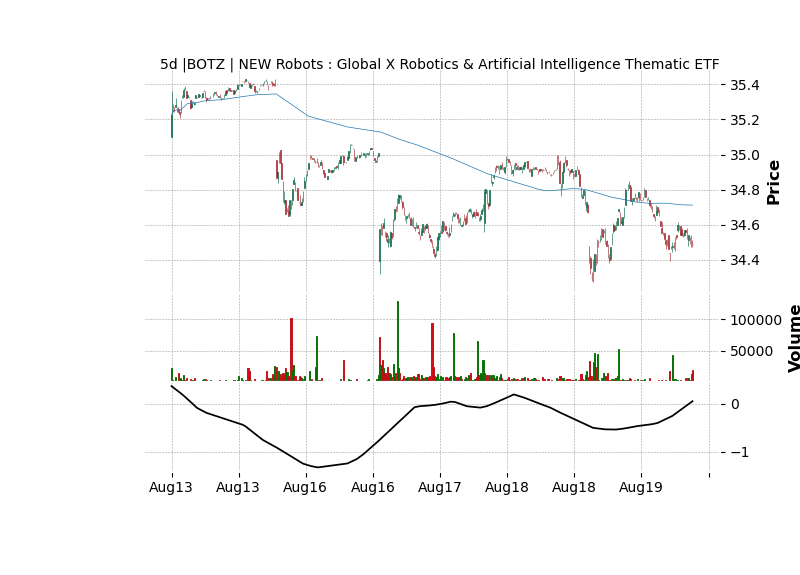 5d |BOTZ | NEW Robots : Global X Robotics & Artificial Intelligence Thematic ETF
35.4
35.2
35.0
34.8
34.6
34.4
Price
100000
50000
Volume
0
−1
Aug13 Aug13 Aug16 Aug16 Aug17 Aug18 Aug18 Aug19